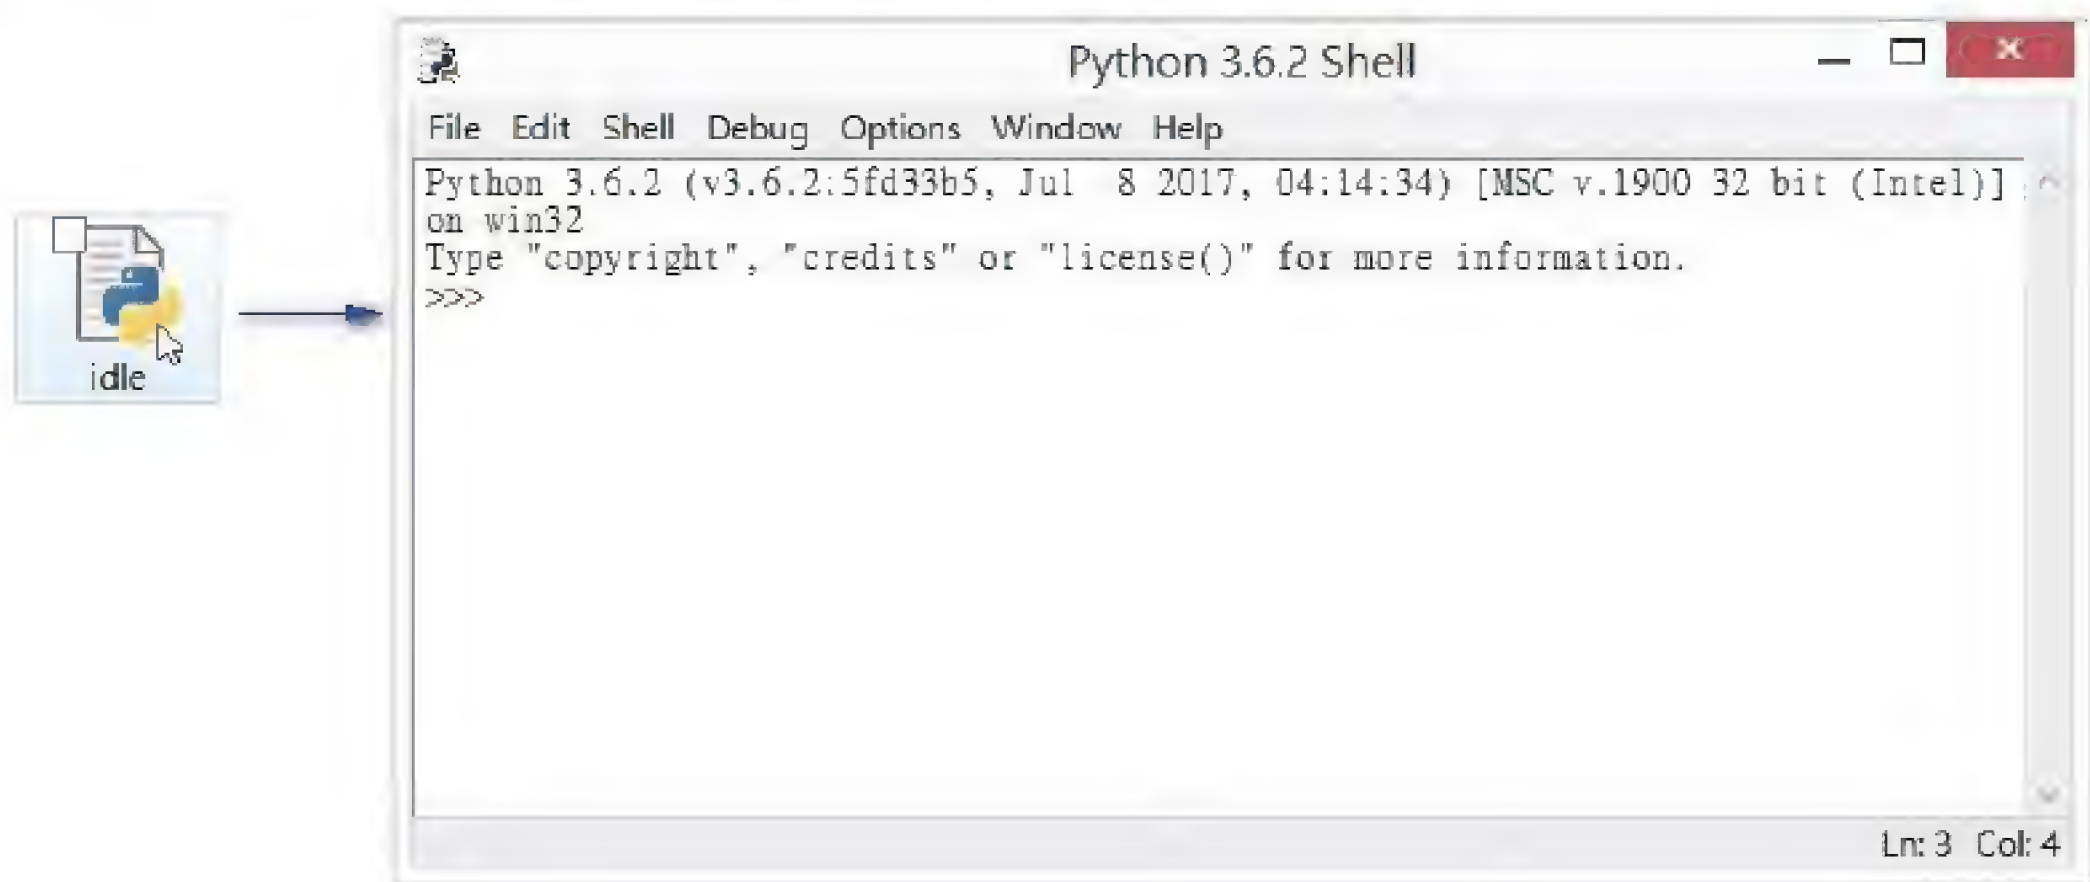 idle
Python 3.6.2 Shell
File Edit Shell Debug Options Window Help
Python 3.6.2 (v3.6.2:5fd33b5, Jul  8 2017, 04:14:34) [MSC v.1900 32 bit (Intel)]
on win32
Type "copyright", "credits" or "license()" for more information.
>>>
Ln: 3 Col: 4